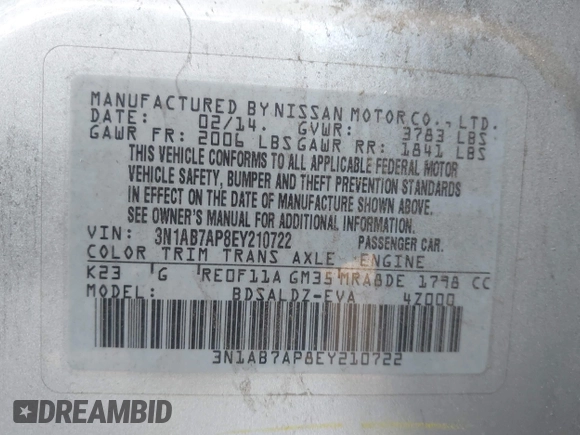 MANUFACTURED BY NISSAN MOTOR CO., LTD.
DATE: 02/14. GVWR: 3783 LBS
GAWR FR: 2006 LBS GAWR RR: 1841 LBS
THIS VEHICLE CONFORMS TO ALL APPLICABLE FEDERAL MOTOR
VEHICLE SAFETY, BUMPER AND THEFT PREVENTION STANDARDS
IN EFFECT ON THE DATE OF MANUFACTURE SHOWN ABOVE.
SEE OWNER'S MANUAL FOR ADDITIONAL INFORMATION.
VIN: 3N1AB7AP8EY210722 PASSENGER CAR.
COLOR TRIM TRANS AXLE ENGINE
K23 G RE0F11A GM35 MRA8DE 1798 CC
MODEL: BDSALDZ-EVA 4Z000
3N1AB7AP8EY210722
DREAMBID